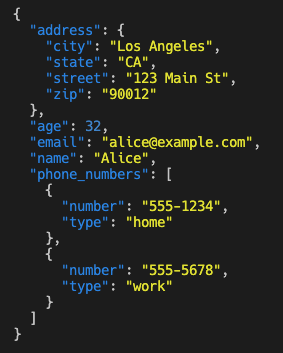 {
  "address": {
    "city": "Los Angeles",
    "state": "CA",
    "street": "123 Main St",
    "zip": "90012"
  },
  "age": 32,
  "email": "alice@example.com",
  "name": "Alice",
  "phone_numbers": [
    {
      "number": "555-1234",
      "type": "home"
    },
    {
      "number": "555-5678",
      "type": "work"
    }
  ]
}